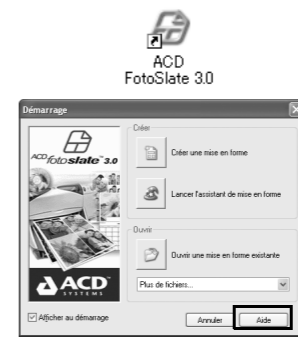 ACD
FotoSlate 3.0
Démarrage
ACD fotoslate 3.0
ACD
SYSTEMS
Créer
Créer une mise en forme
Lancer l'assistant de mise en forme
Ouvrir
Ouvrir une mise en forme existante
Plus de fichiers...
Afficher au démarrage
Annuler
Aide